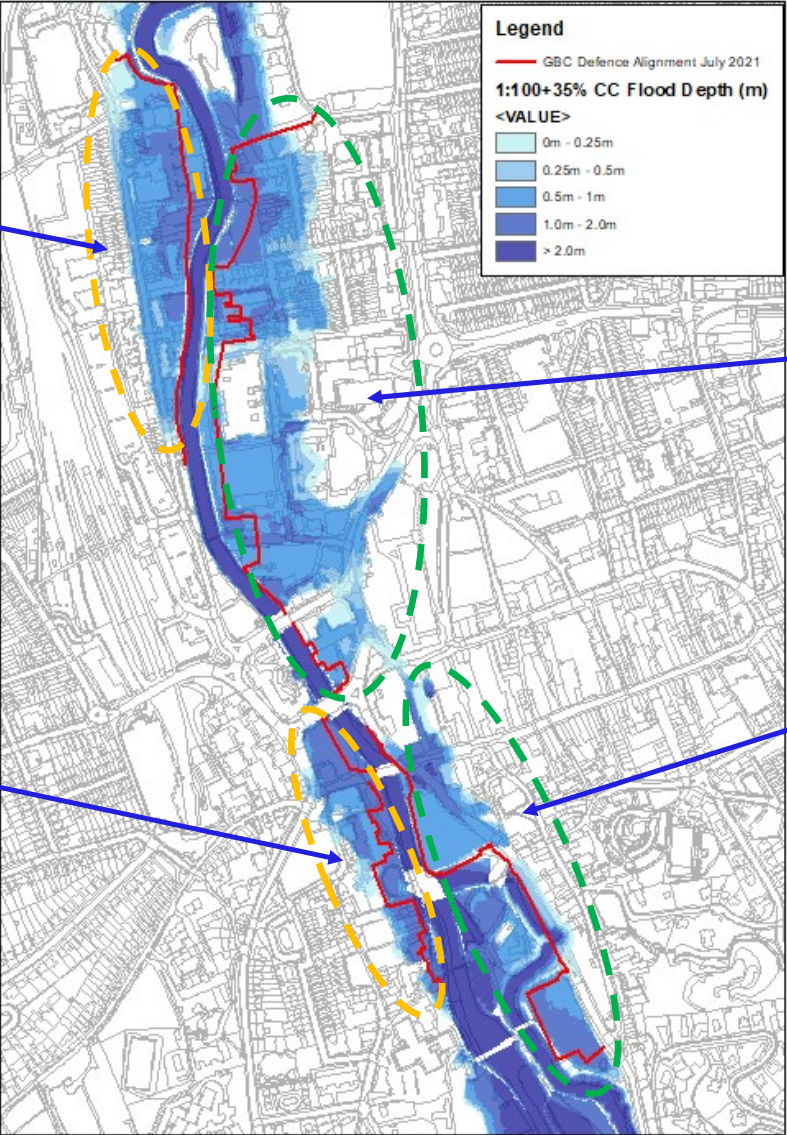 Legend
GBC Defence Alignment July 2021
1:100+35% CC Flood Depth (m)
<VALUE>
0m - 0.25m
0.25m - 0.5m
0.5m - 1m
1.0m - 2.0m
> 2.0m